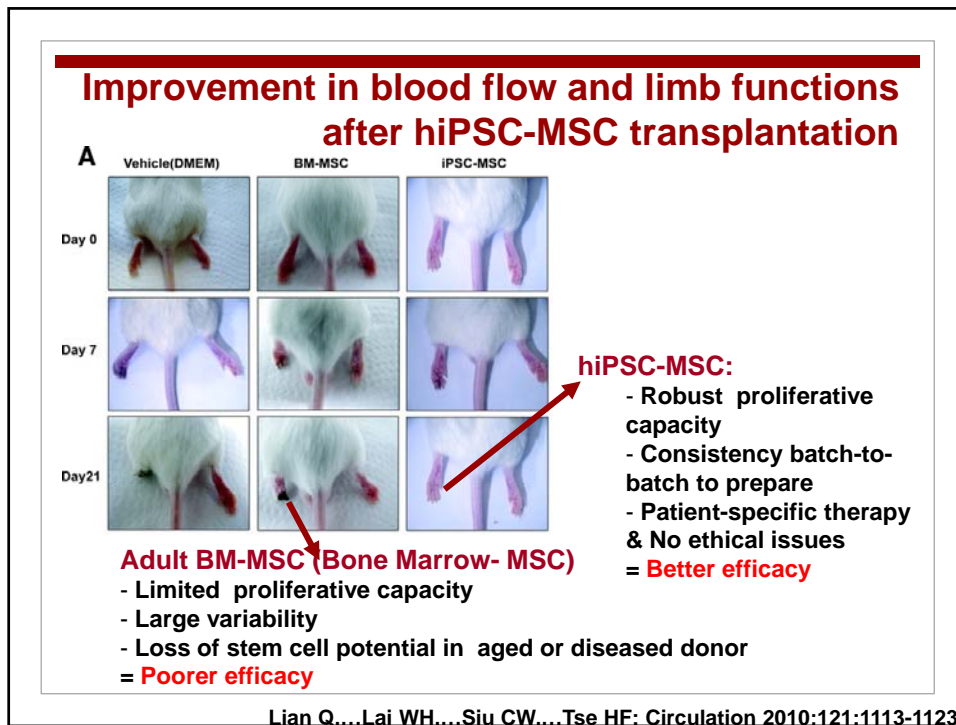 Improvement in blood flow and limb functions
after hiPSC-MSC transplantation
A
Vehicle(DMEM)
BM-MSC
iPSC-MSC
Day 0
Day 7
Day21
hiPSC-MSC:
- Robust proliferative
capacity
- Consistency batch-to-
batch to prepare
- Patient-specific therapy
& No ethical issues
= Better efficacy
Adult BM-MSC (Bone Marrow- MSC)
- Limited proliferative capacity
- Large variability
- Loss of stem cell potential in aged or diseased donor
= Poorer efficacy
Lian Q....Lai WH....Siu CW....Tse HF: Circulation 2010:121:1113-1123